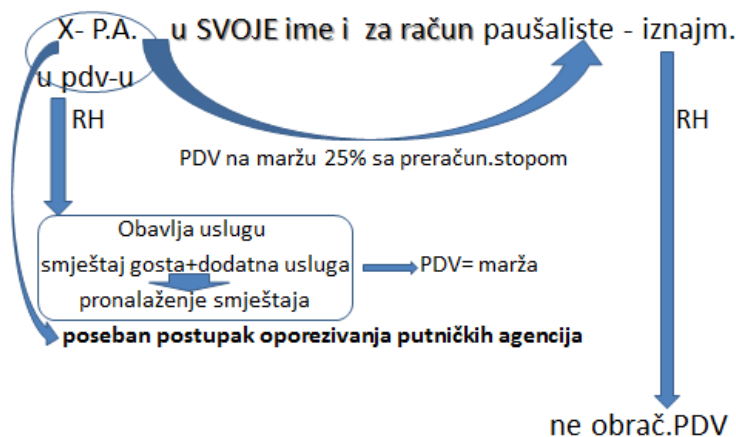 X- P.A. u SVOJE ime i za račun paušaliste - iznajm.
u pdv-u
RH
RH
PDV na maržu 25% sa preračun.stopom
Obavlja uslugu
smještaj gosta+dodatna usluga
PDV= marža
pronalaženje smještaja
poseban postupak oporezivanja putničkih agencija
ne obrač.PDV